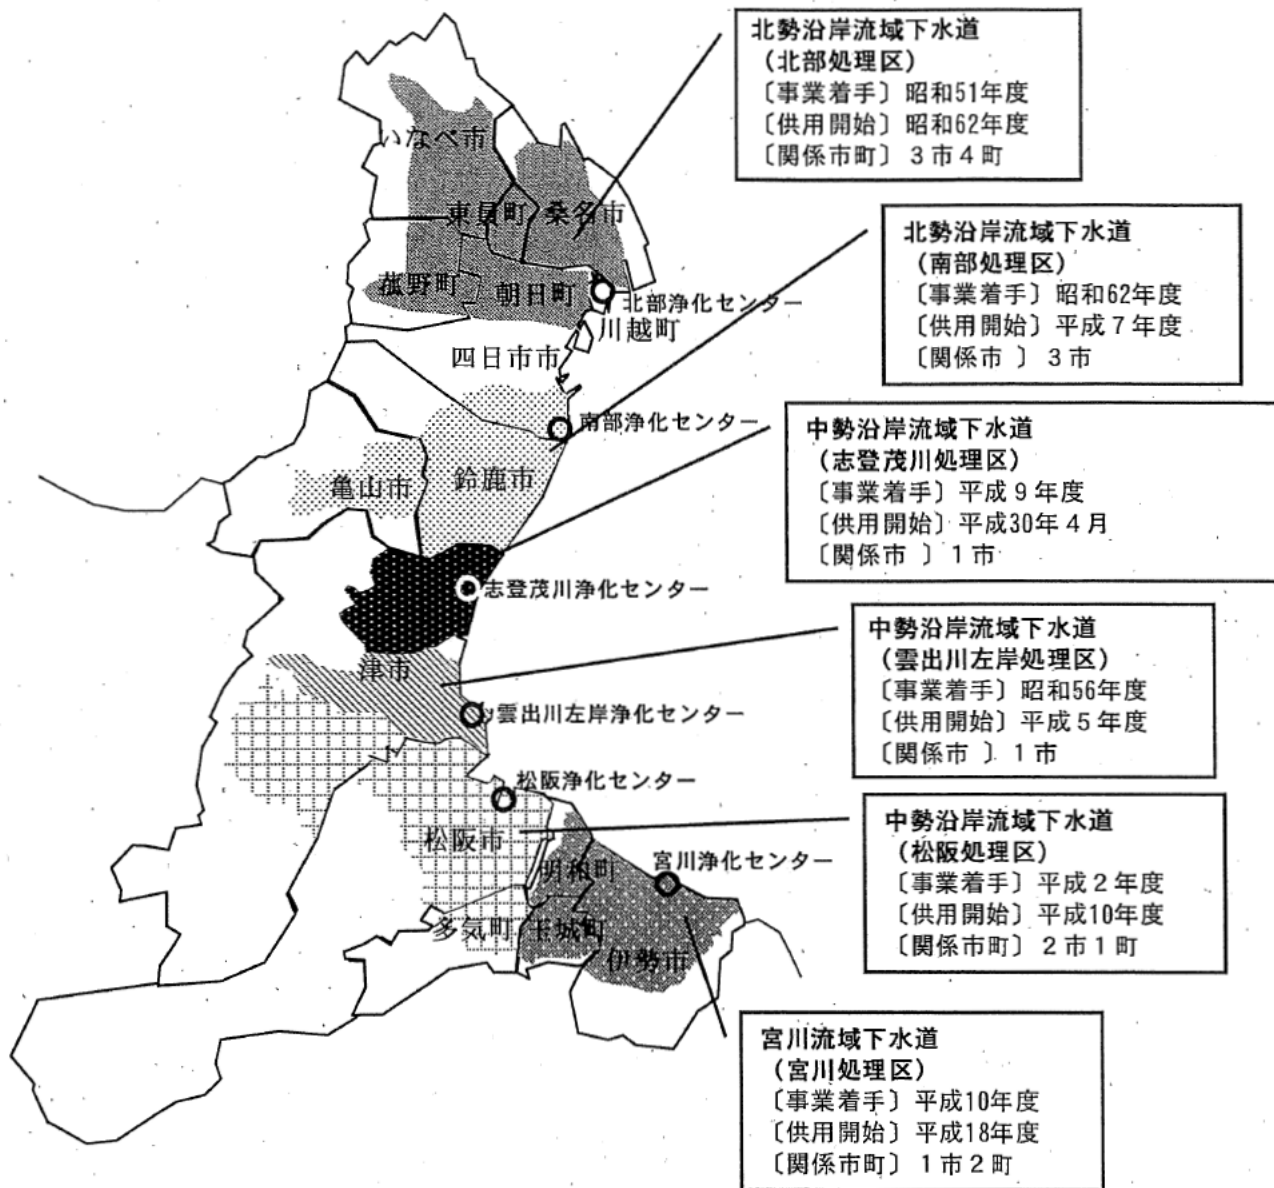 北勢沿岸流域下水道
（北部処理区）
〔事業着手〕昭和51年度
〔供用開始〕昭和62年度
〔関係市町〕３市４町
いなべ市
東員町
桑名市
菰野町
朝日町
北部浄化センター
川越町
四日市市
北勢沿岸流域下水道
（南部処理区）
〔事業着手〕昭和62年度
〔供用開始〕平成７年度
〔関係市　〕３市
南部浄化センター
亀山市
鈴鹿市
中勢沿岸流域下水道
（志登茂川処理区）
〔事業着手〕平成９年度
〔供用開始〕平成30年４月
〔関係市　〕１市
志登茂川浄化センター
中勢沿岸流域下水道
（雲出川左岸処理区）
〔事業着手〕昭和56年度
〔供用開始〕平成５年度
〔関係市　〕１市
津市
雲出川左岸浄化センター
松阪浄化センター
中勢沿岸流域下水道
（松阪処理区）
〔事業着手〕平成２年度
〔供用開始〕平成10年度
〔関係市町〕２市１町
松阪市
明和町
宮川浄化センター
多気町
玉城町
伊勢市
宮川流域下水道
（宮川処理区）
〔事業着手〕平成10年度
〔供用開始〕平成18年度
〔関係市町〕１市２町